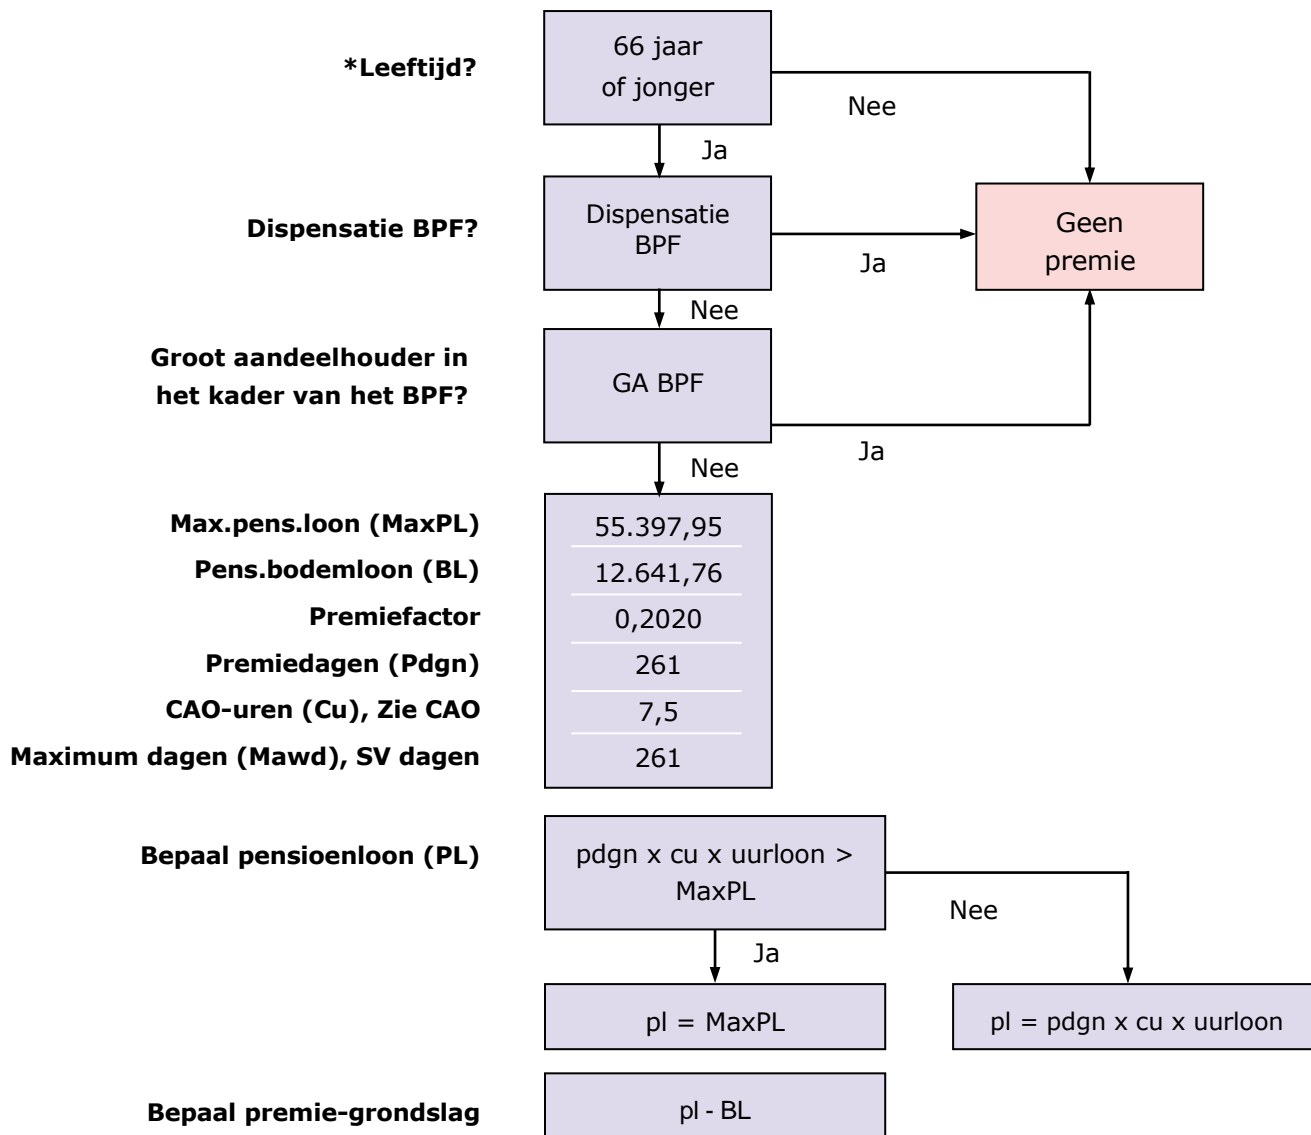 *Leeftijd?
66 jaar
of jonger
Nee
Ja
Dispensatie BPF?
Dispensatie
BPF
Ja
Geen
premie
Nee
Groot aandeelhouder in
het kader van het BPF?
GA BPF
Ja
Nee
Max.pens.loon (MaxPL)
55.397,95
Pens.bodemloon (BL)
12.641,76
Premiefactor
0,2020
Premiedagen (Pdgn)
261
CAO-uren (Cu), Zie CAO
7,5
Maximum dagen (Mawd), SV dagen
261
Bepaal pensioenloon (PL)
pdgn x cu x uurloon >
MaxPL
Nee
Ja
pl = MaxPL
pl = pdgn x cu x uurloon
Bepaal premie-grondslag
pl - BL